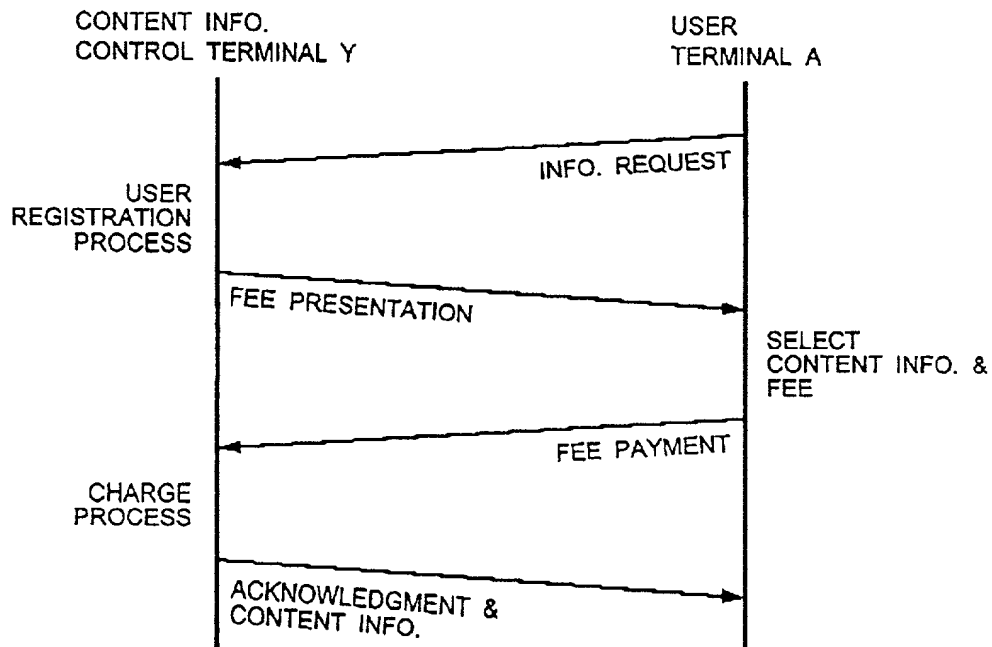 CONTENT INFO.
CONTROL TERMINAL Y
USER
TERMINAL A
INFO. REQUEST
USER
REGISTRATION
PROCESS
FEE PRESENTATION
SELECT
CONTENT INFO. &
FEE
FEE PAYMENT
CHARGE
PROCESS
ACKNOWLEDGMENT &
CONTENT INFO.